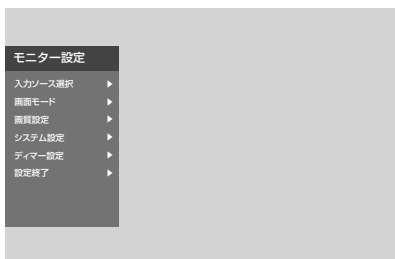 モニター設定
入力ソース選択
画面モード
画質設定
システム設定
ディマー設定
設定終了